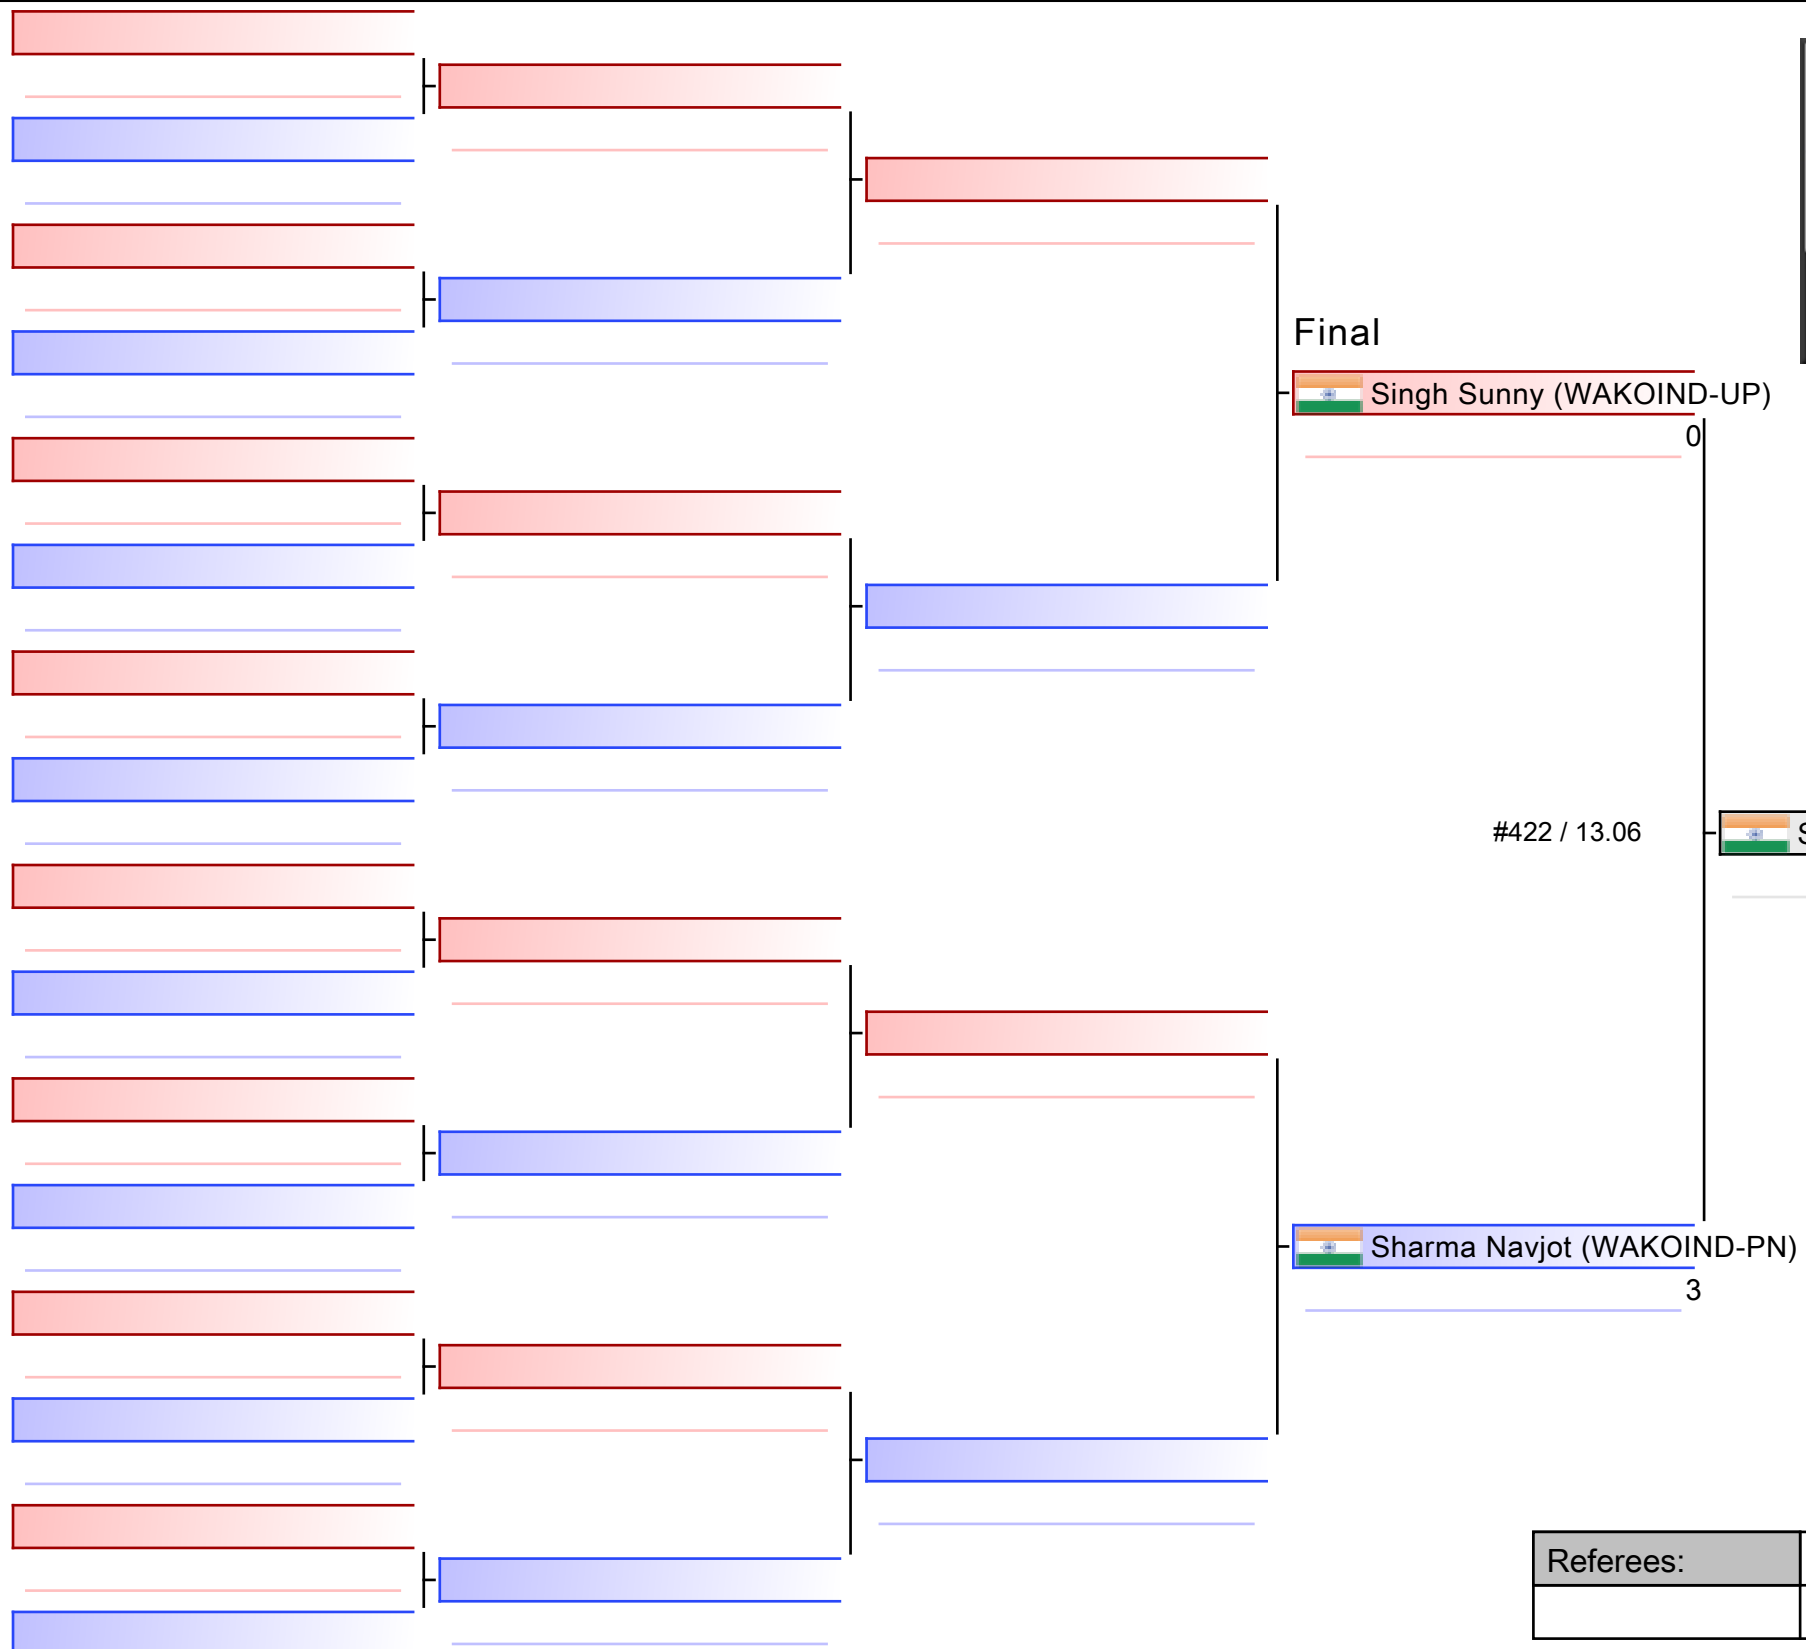 Final
Singh Sunny (WAKOIND-UP)
0
#422 / 13.06
Sharma Navjot (WAKOIND-PN)
3
Referees: